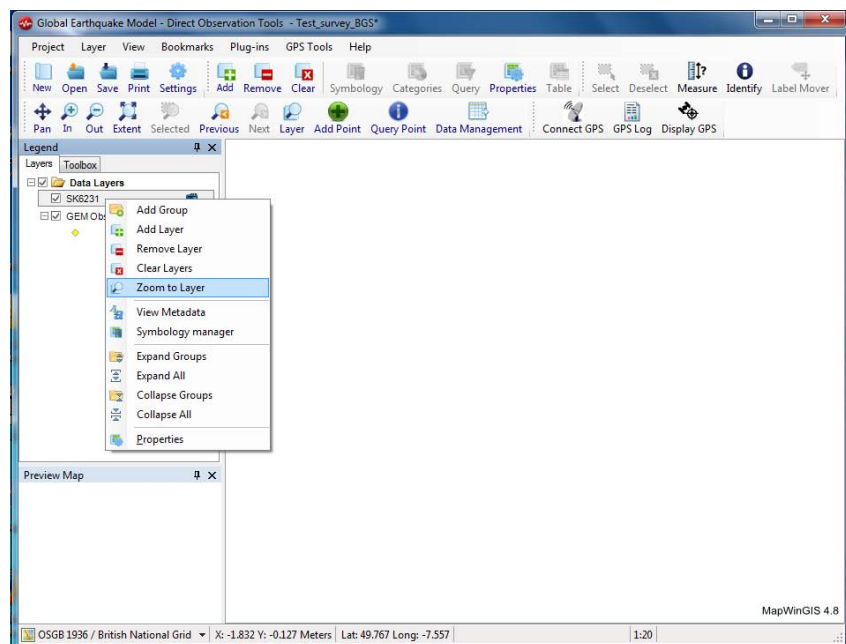 Global Earthquake Model - Direct Observation Tools - Test_survey_BGS*
Project Layer View Bookmarks Plug-ins GPS Tools Help
New Open Save Print Settings Add Remove Clear Symbology Categories Query Properties Table Select Deselect Measure Identify Label Mover
Pan In Out Extent Selected Previous Next Layer Add Point Query Point Data Management Connect GPS GPS Log Display GPS
Legend
Layers Toolbox
Data Layers
SK6231
GEM Obs
Add Group
Add Layer
Remove Layer
Clear Layers
Zoom to Layer
View Metadata
Symbology manager
Expand Groups
Expand All
Collapse Groups
Collapse All
Properties
Preview Map
MapWinGIS 4.8
OSGB 1936 / British National Grid X: -1.832 Y: -0.127 Meters Lat: 49.767 Long: -7.557 1:20